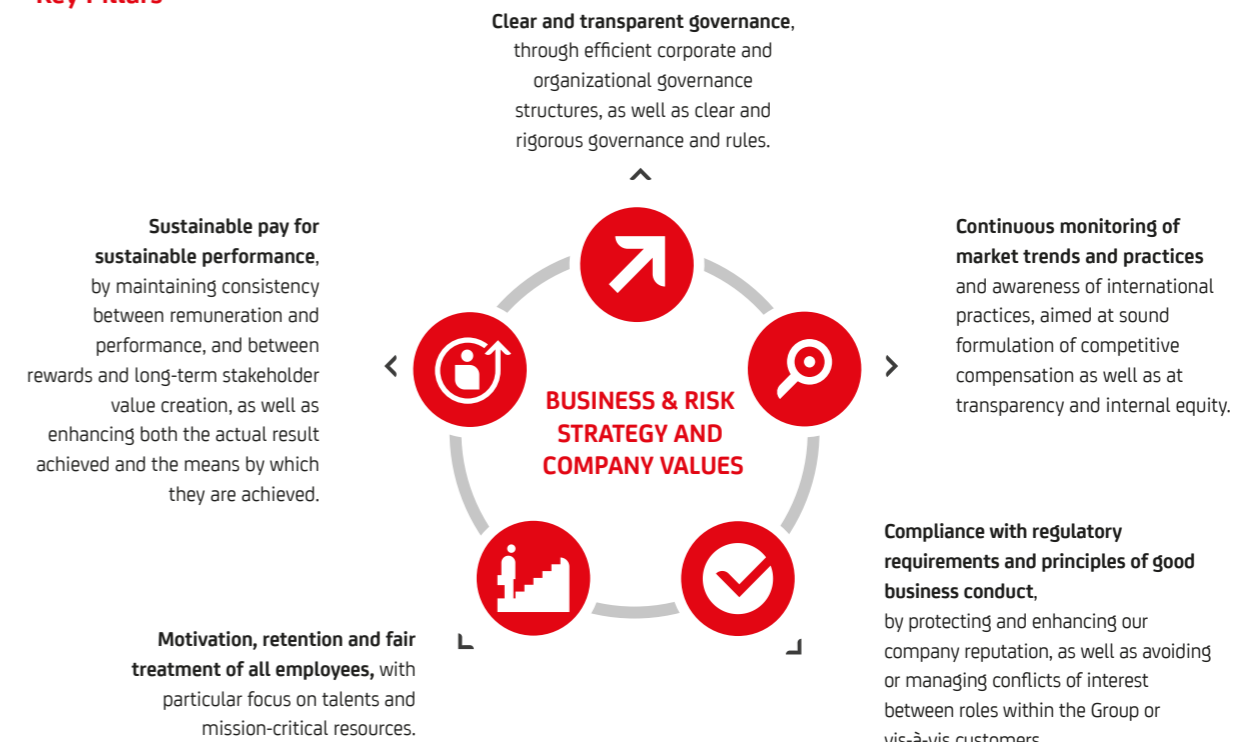 Key Pillars
Clear and transparent governance,
through efficient corporate and
organizational governance
structures, as well as clear and
rigorous governance and rules.
Sustainable pay for
sustainable performance,
by maintaining consistency
between remuneration and
performance, and between
rewards and long-term stakeholder
value creation, as well as
enhancing both the actual result
achieved and the means by which
they are achieved.
Continuous monitoring of
market trends and practices
and awareness of international
practices, aimed at sound
formulation of competitive
compensation as well as at
transparency and internal equity.
BUSINESS & RISK
STRATEGY AND
COMPANY VALUES
Motivation, retention and fair
treatment of all employees, with
particular focus on talents and
mission-critical resources.
Compliance with regulatory
requirements and principles of good
business conduct,
by protecting and enhancing our
company reputation, as well as avoiding
or managing conflicts of interest
between roles within the Group or
vis-à-vis customers